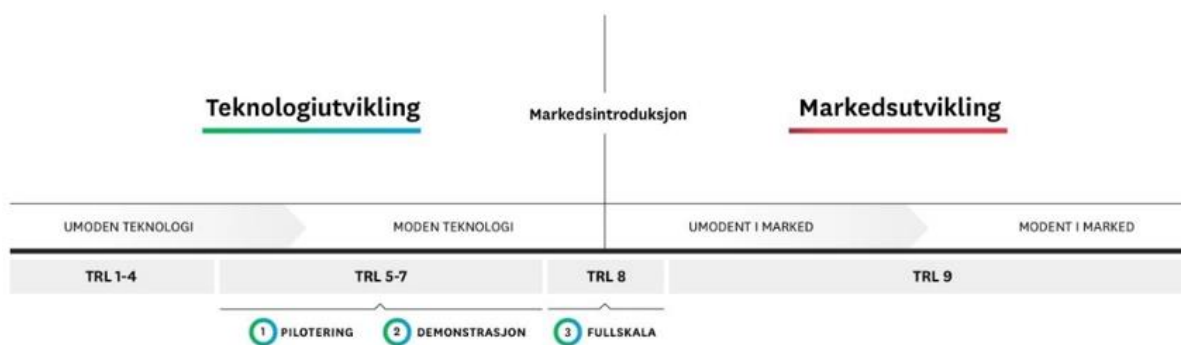 Teknologiutvikling
Markedsintroduksjon
Markedsutvikling
UMODEN TEKNOLOGI
MODEN TEKNOLOGI
UMODENT I MARKED
MODENT I MARKED
TRL 1-4
TRL 5-7
TRL 8
TRL 9
1 PILOTERING
2 DEMONSTRASJON
3 FULLSKALA